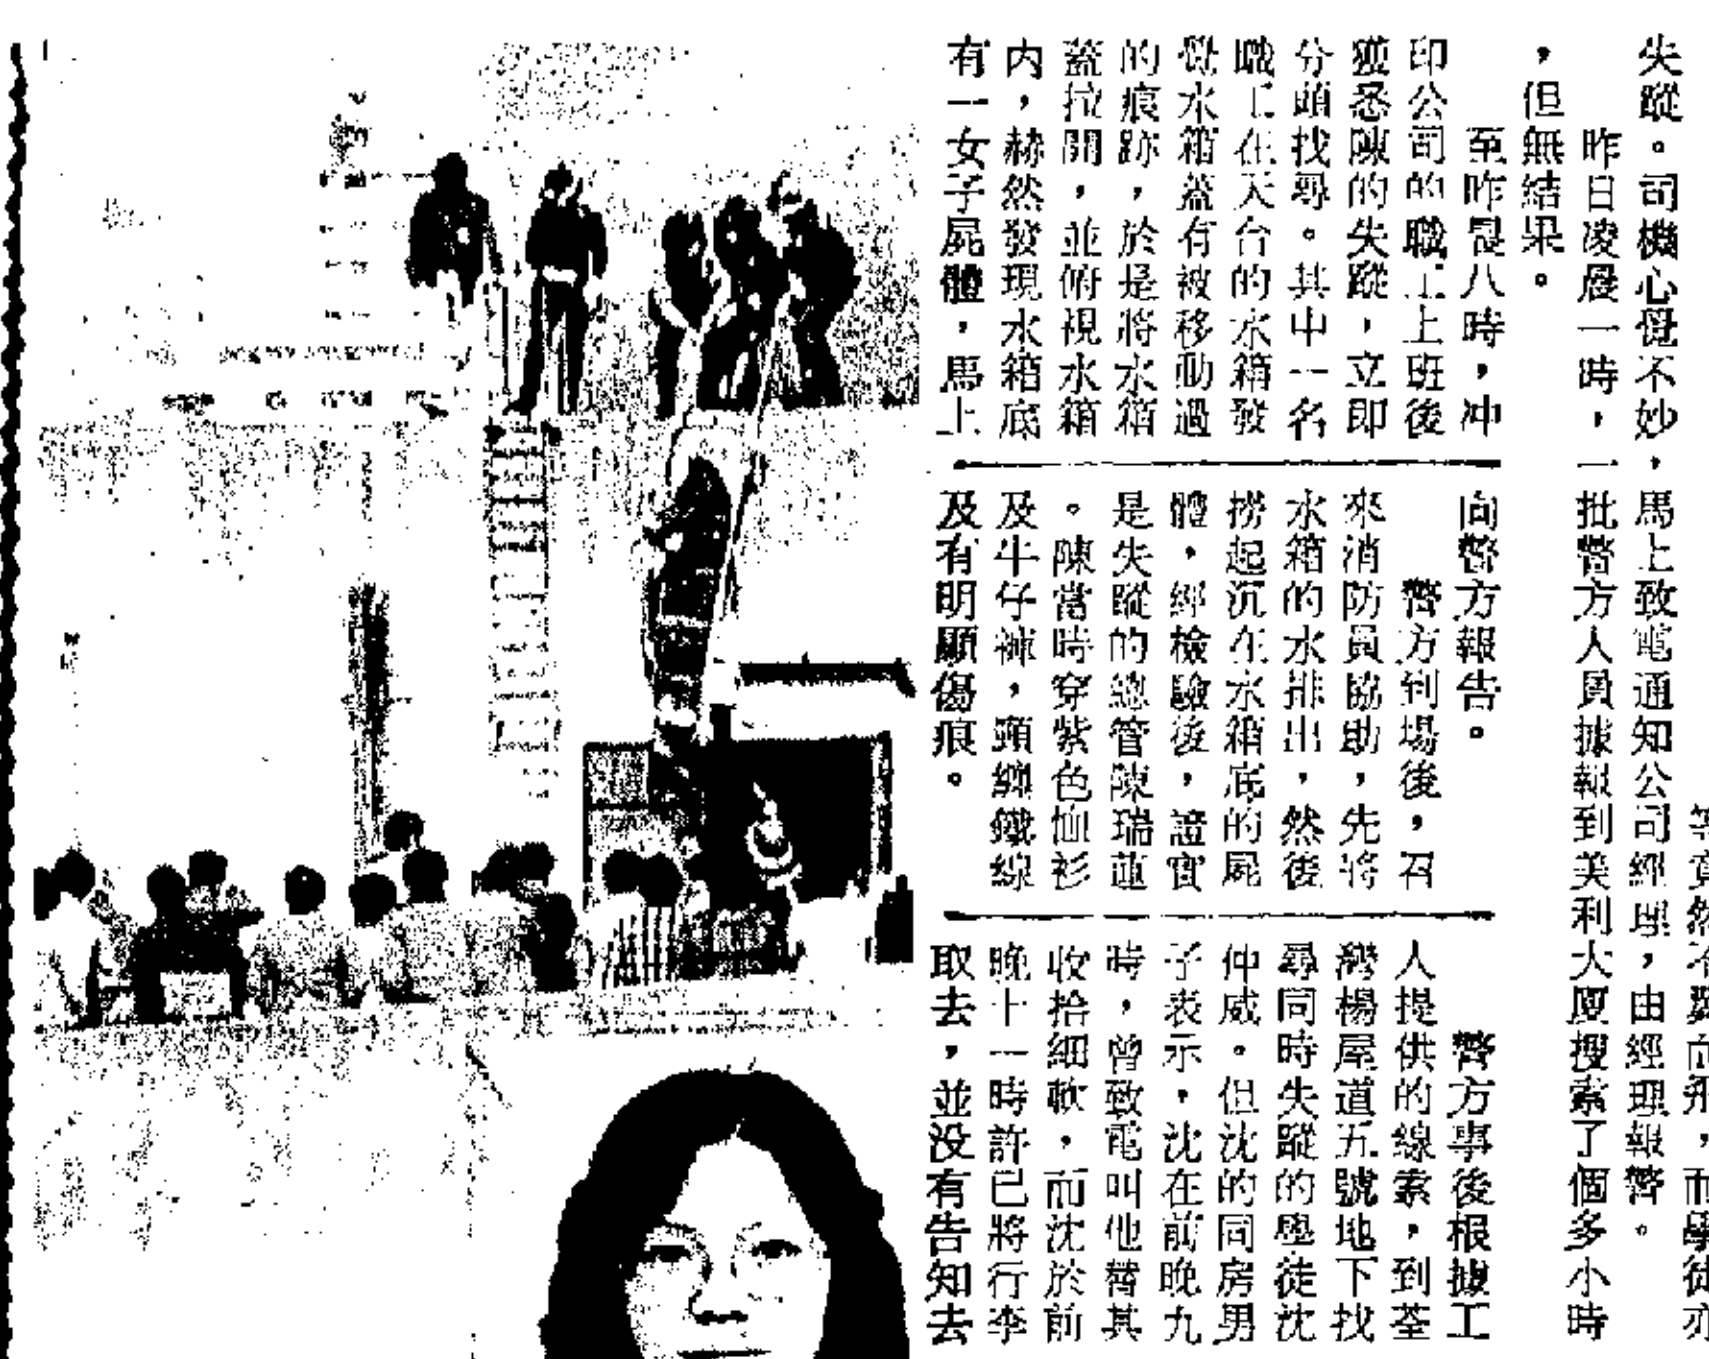 等竟然不翼而飛，而學徒亦
失蹤。司機心覺不妙，馬上致電通知公司經理，由經理報警。
昨日凌晨一時，一批警方人員據報到美利大廈搜索了個多小時
，但無結果。
至昨晨八時，冲
印公司的職工上班後
獲悉陳的失蹤，立即
分頭找尋。其中一名
職工在天台的水箱發
覺水箱蓋有被移動過
的痕跡，於是將水箱
蓋拉開，並俯視水箱
内，赫然發現水箱底
有一女子屍體，馬上
向警方報告。
警方到場後，召
來消防員協助，先將
水箱的水排出，然後
撈起沉在水箱底的屍
體，經檢驗後，證實
是失蹤的總管陳瑞蓮
。陳當時穿紫色恤衫
及牛仔褲，頸纏鐵線
及有明顯傷痕。
警方事後根據工
人提供的線索，到荃
灣楊屋道五號地下找
尋同時失蹤的學徒沈
仲威。但沈的同房男
子表示，沈在前晚九
時，曾致電叫他替其
收拾細軟，而沈於前
晚十一時許已將行李
取去，並没有告知去